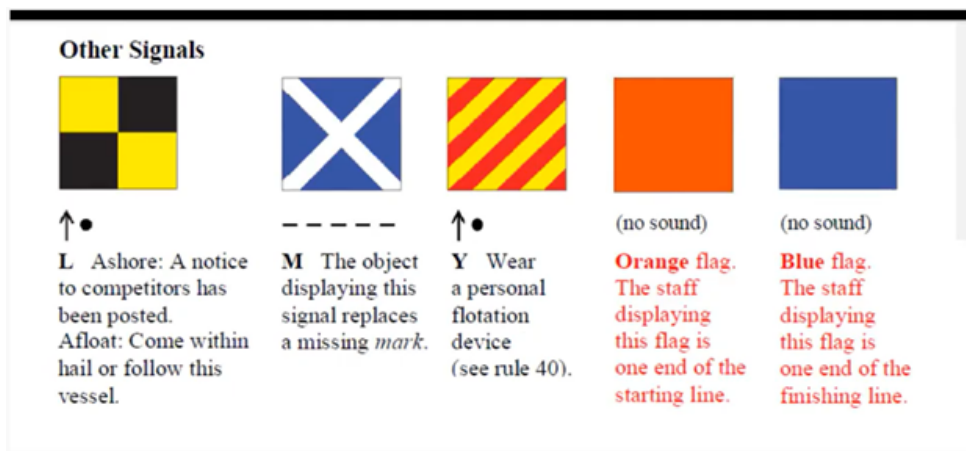 Other Signals
(no sound)
(no sound)
L Ashore: A notice
to competitors has
been posted.
Afloat: Come within
hail or follow this
vessel.
M The object
displaying this
signal replaces
a missing mark.
Y Wear
a personal
flotation
device
(see rule 40).
Orange flag.
The staff
displaying
this flag is
one end of the
starting line.
Blue flag.
The staff
displaying
this flag is
one end of the
finishing line.